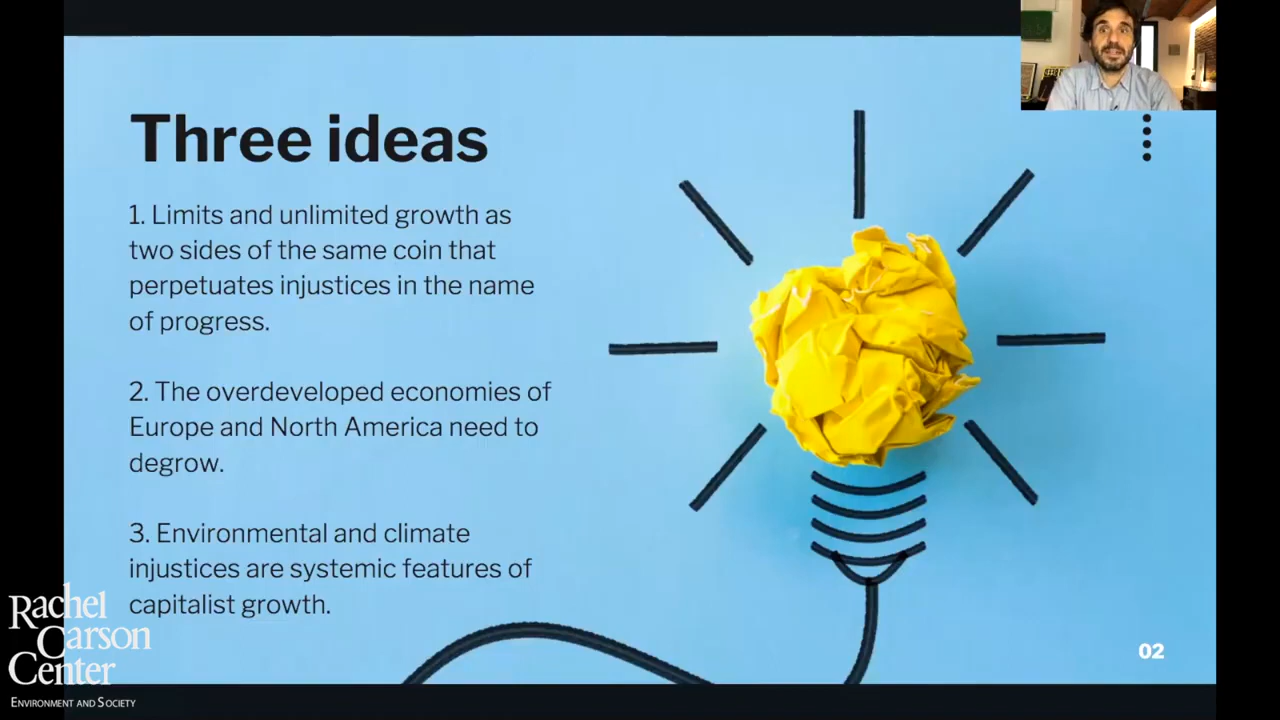 Three ideas
1. Limits and unlimited growth as
two sides of the same coin that
perpetuates injustices in the name
of progress.
2. The overdeveloped economies of
Europe and North America need to
degrow.
3. Environmental and climate
injustices are systemic features of
capitalist growth.
Rachel
Carson
Center
ENVIRONMENT AND SOCIETY
02